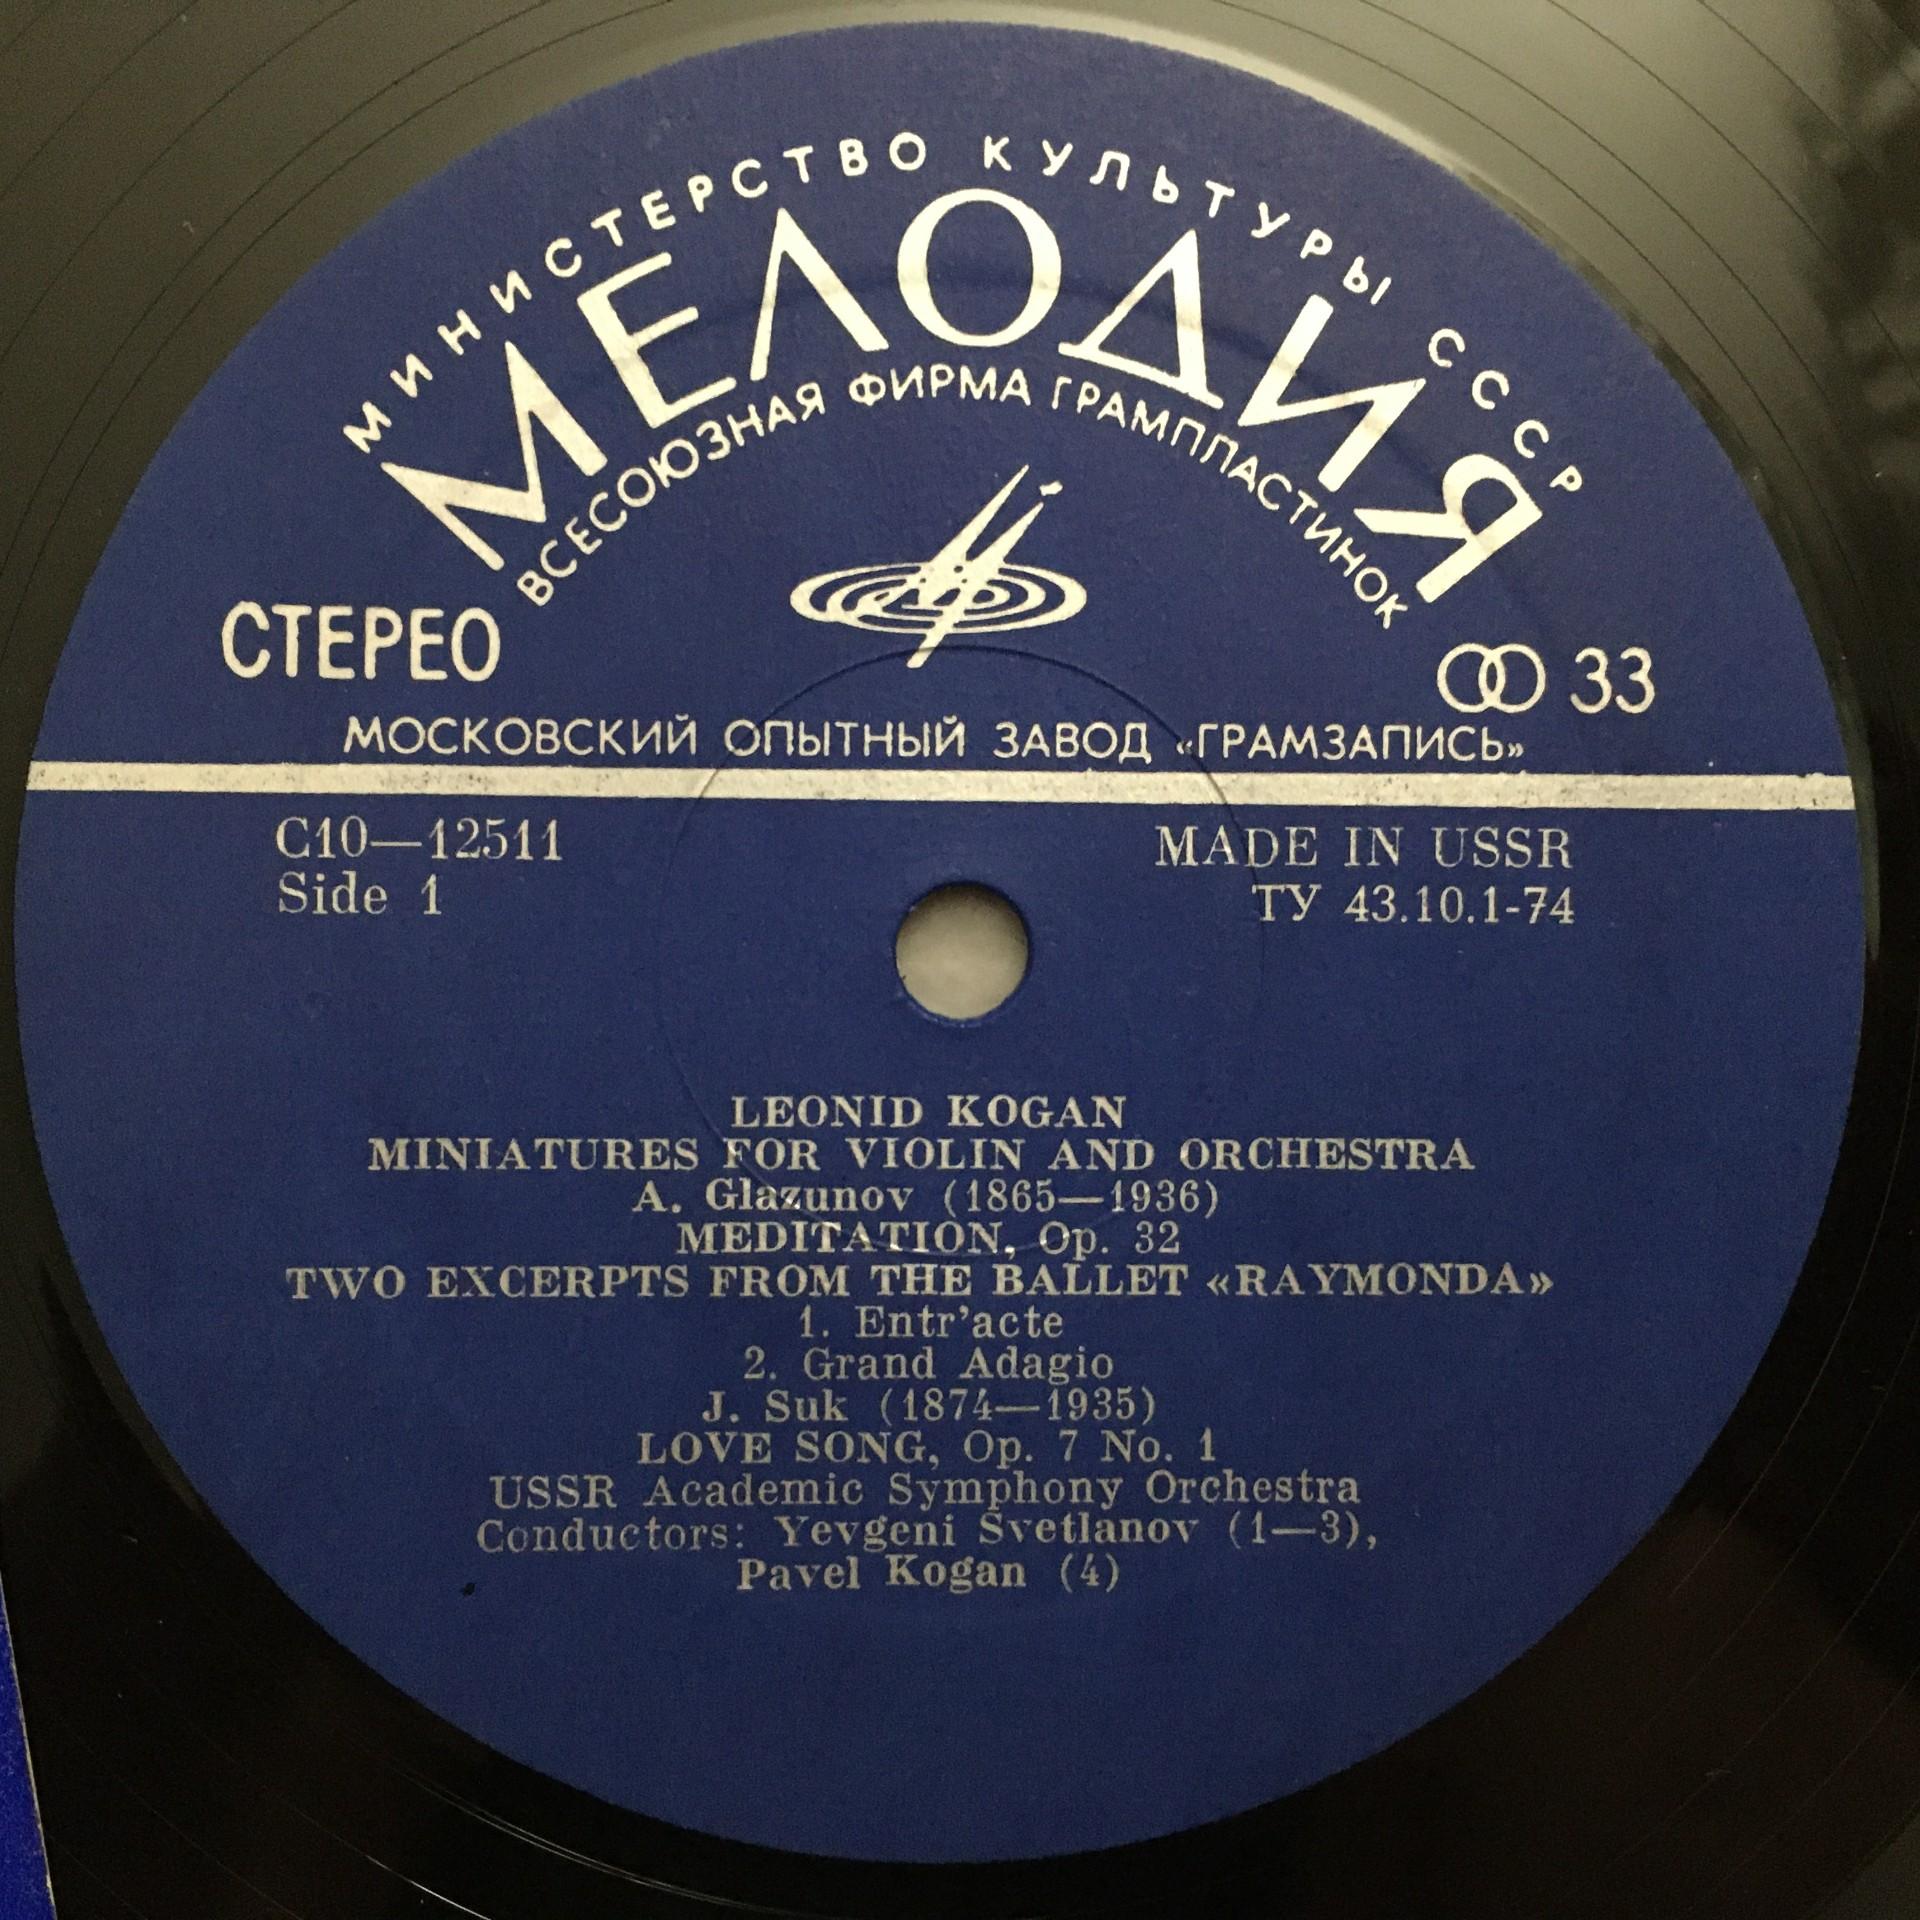 МИНИСТЕРСТВО КУЛЬТУРЫ СССР
МЕЛОДИЯ
ВСЕСОЮЗНАЯ ФИРМА ГРАМПЛАСТИНОК
СТЕРЕО
33
МОСКОВСКИЙ ОПЫТНЫЙ ЗАВОД «ГРАМЗАПИСЬ»
С10—12511
MADE IN USSR
Side 1
ТУ 43.10.1-74
LEONID KOGAN
MINIATURES FOR VIOLIN AND ORCHESTRA
A. Glazunov (1865—1936)
MEDITATION, Op. 32
TWO EXCERPTS FROM THE BALLET «RAYMONDA»
1. Entr’acte
2. Grand Adagio
J. Suk (1874—1935)
LOVE SONG, Op. 7 No. 1
USSR Academic Symphony Orchestra
Conductors: Yevgeni Svetlanov (1—3),
Pavel Kogan (4)